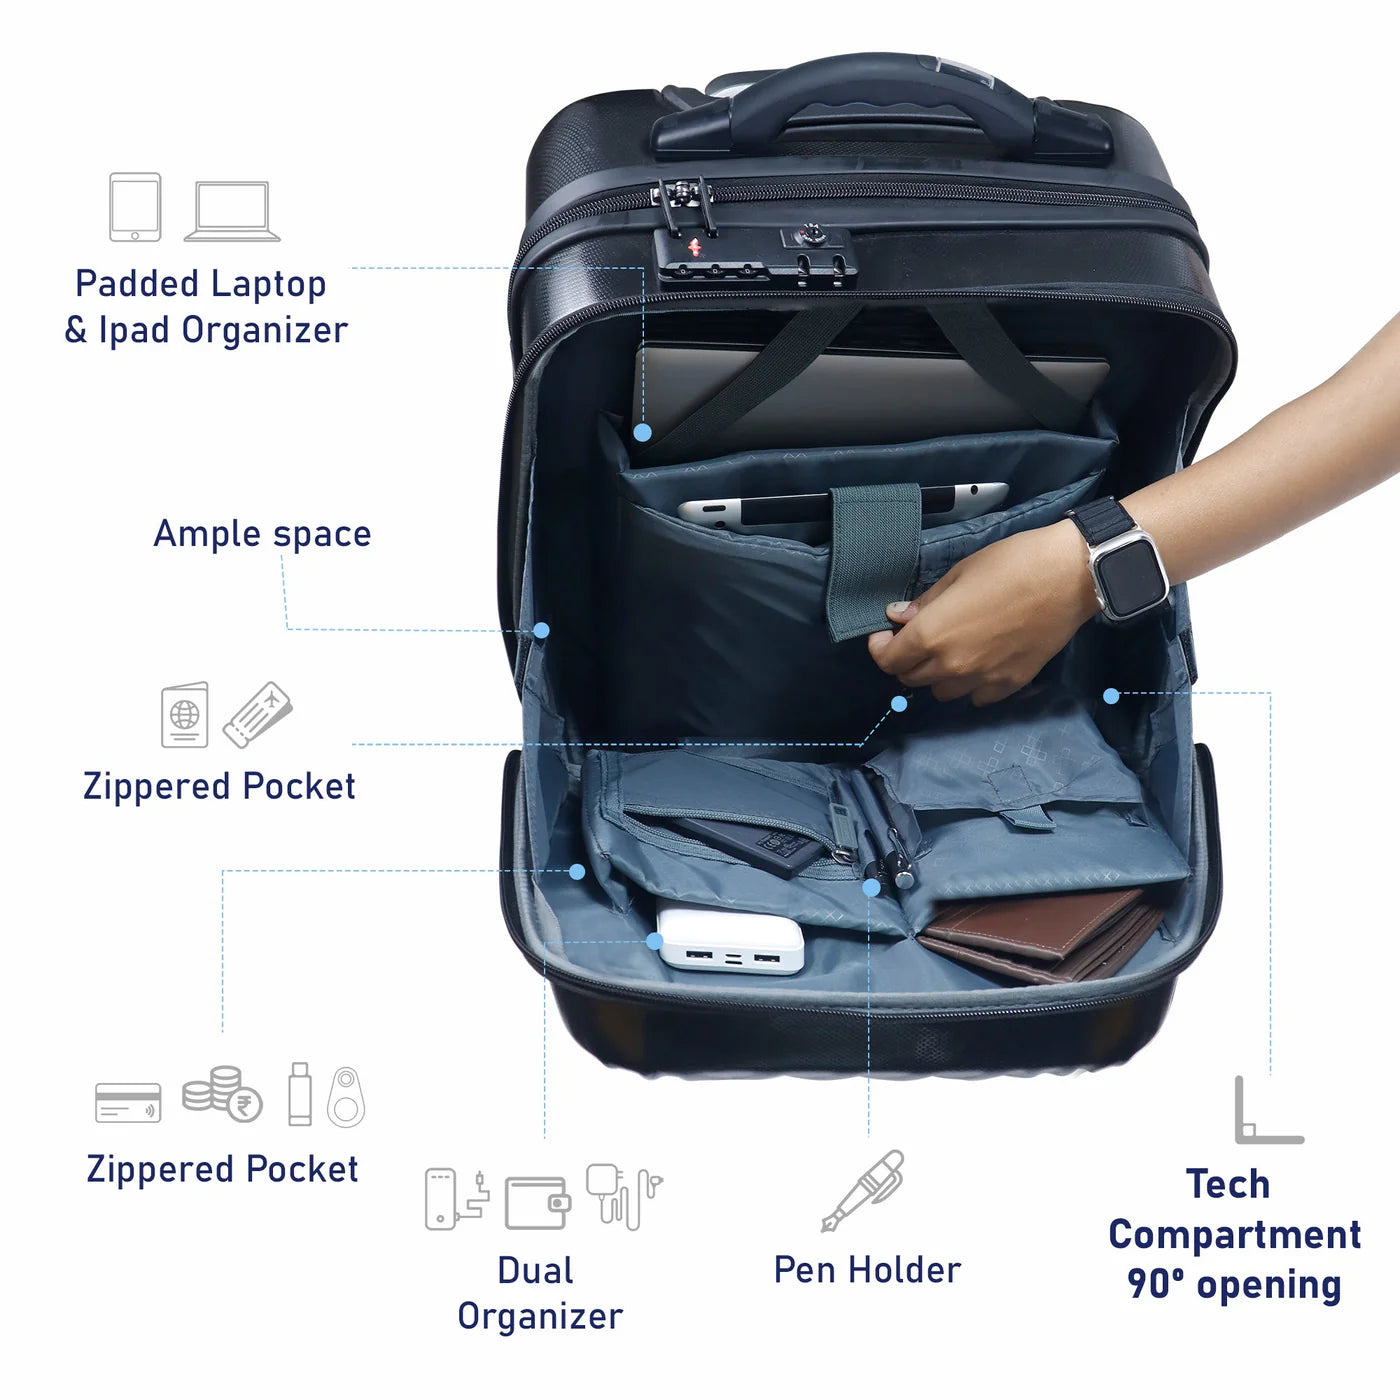 Padded Laptop
& Ipad Organizer
Ample space
Zippered Pocket
Zippered Pocket
Dual
Organizer
Pen Holder
Tech
Compartment
90° opening